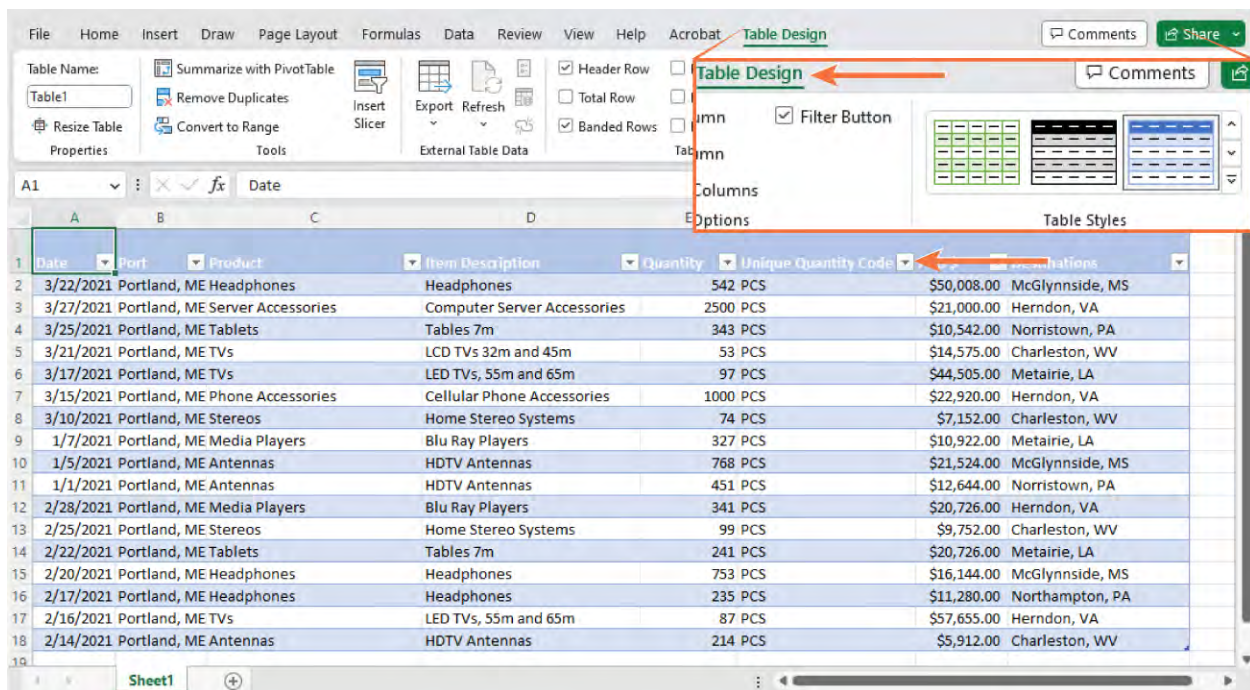 File Home Insert Draw Page Layout Formulas Data Review View Help Acrobat Table Design Comments Share
Table Name:
Table1
Resize Table
Properties
Summarize with PivotTable
Remove Duplicates
Convert to Range
Tools
Insert
Slicer
Export Refresh
External Table Data
Header Row
Total Row
Banded Rows
Tab
Table Design Comments
umn Filter Button
umn
Columns
Options Table Styles
A1 fx Date
A B C D E
1 Date Port Product Item Description Quantity Unique Quantity Code Destinations
2 3/22/2021 Portland, ME Headphones Headphones 542 PCS $50,008.00 McGlynnside, MS
3 3/27/2021 Portland, ME Server Accessories Computer Server Accessories 2500 PCS $21,000.00 Herndon, VA
4 3/25/2021 Portland, ME Tablets Tables 7m 343 PCS $10,542.00 Norristown, PA
5 3/21/2021 Portland, ME TVs LCD TVs 32m and 45m 53 PCS $14,575.00 Charleston, WV
6 3/17/2021 Portland, ME TVs LED TVs, 55m and 65m 97 PCS $44,505.00 Metairie, LA
7 3/15/2021 Portland, ME Phone Accessories Cellular Phone Accessories 1000 PCS $22,920.00 Herndon, VA
8 3/10/2021 Portland, ME Stereos Home Stereo Systems 74 PCS $7,152.00 Charleston, WV
9 1/7/2021 Portland, ME Media Players Blu Ray Players 327 PCS $10,922.00 Metairie, LA
10 1/5/2021 Portland, ME Antennas HDTV Antennas 768 PCS $21,524.00 McGlynnside, MS
11 1/1/2021 Portland, ME Antennas HDTV Antennas 451 PCS $12,644.00 Norristown, PA
12 2/28/2021 Portland, ME Media Players Blu Ray Players 341 PCS $20,726.00 Herndon, VA
13 2/25/2021 Portland, ME Stereos Home Stereo Systems 99 PCS $9,752.00 Charleston, WV
14 2/22/2021 Portland, ME Tablets Tables 7m 241 PCS $20,726.00 Metairie, LA
15 2/20/2021 Portland, ME Headphones Headphones 753 PCS $16,144.00 McGlynnside, MS
16 2/17/2021 Portland, ME Headphones Headphones 235 PCS $11,280.00 Northampton, PA
17 2/16/2021 Portland, ME TVs LED TVs, 55m and 65m 87 PCS $57,655.00 Herndon, VA
18 2/14/2021 Portland, ME Antennas HDTV Antennas 214 PCS $5,912.00 Charleston, WV
19
Sheet1